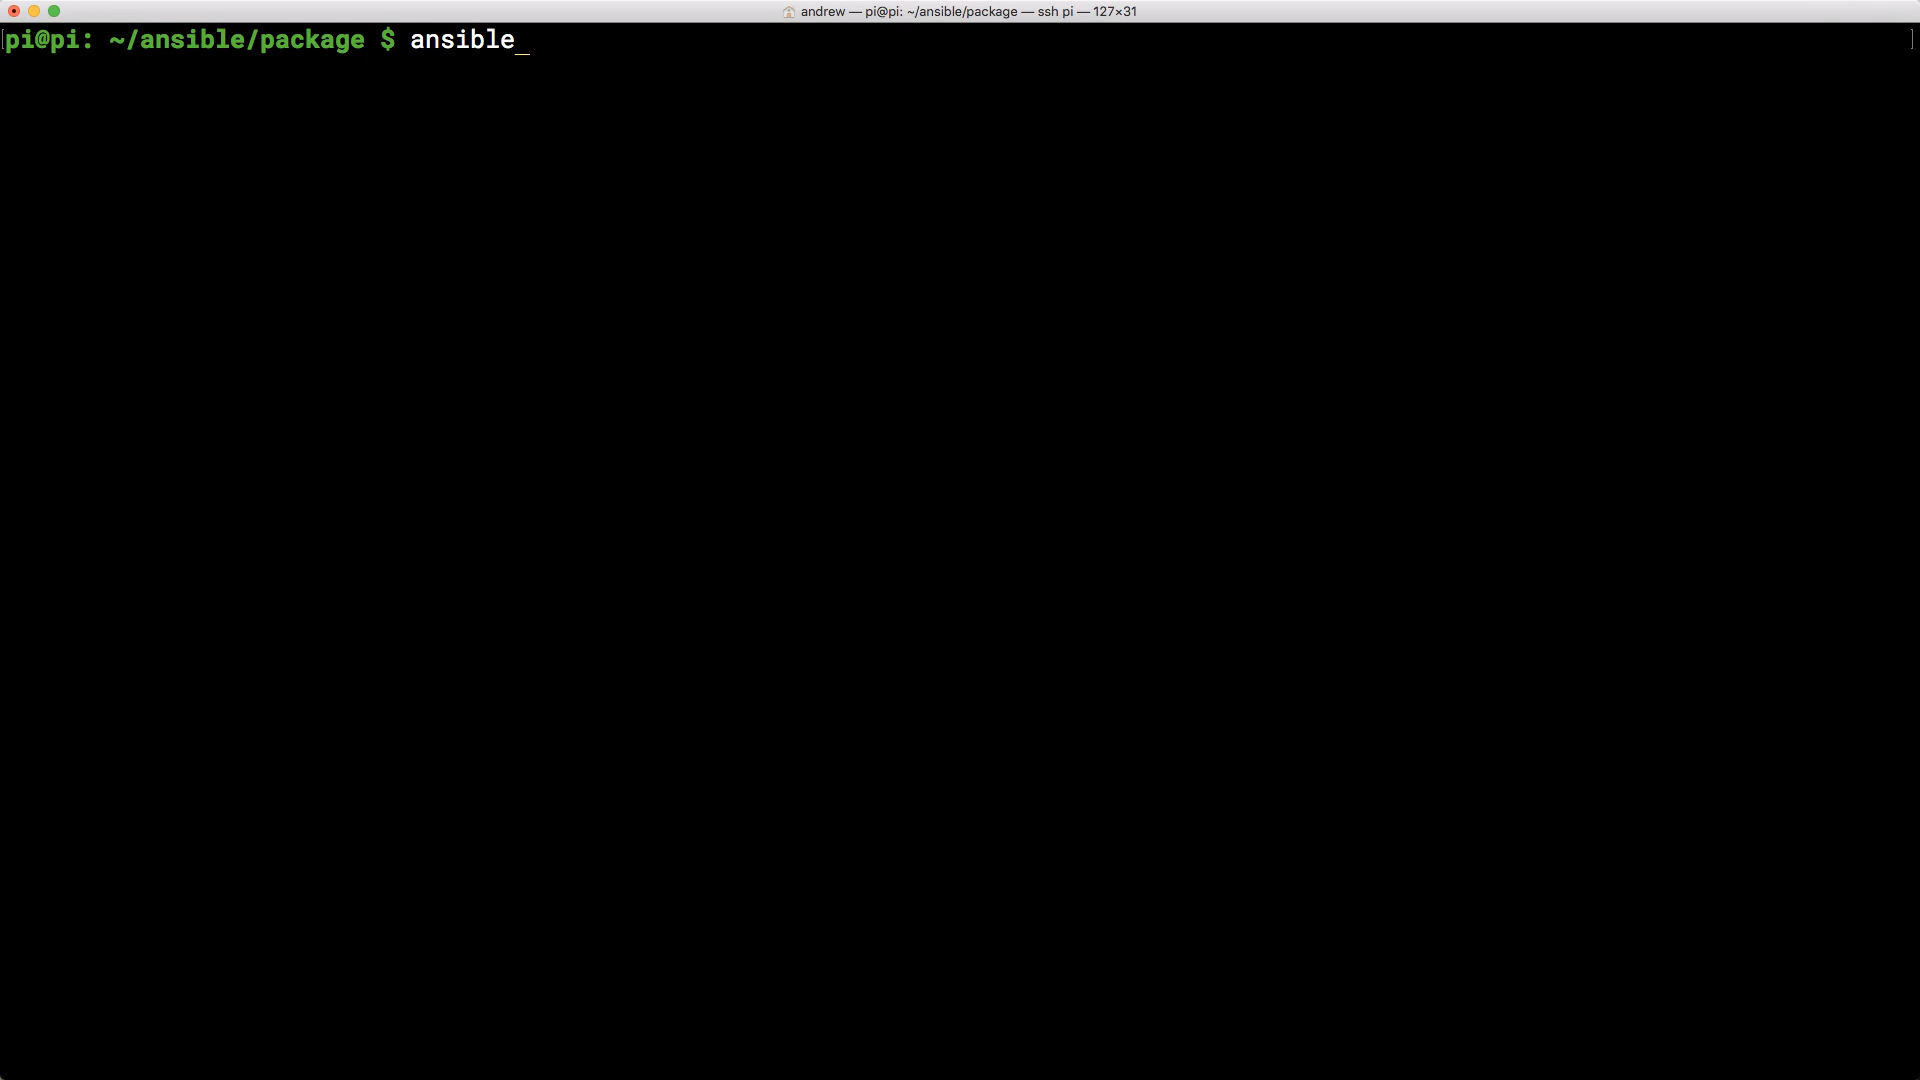 andrew — pi@pi: ~/ansible/package — ssh pi — 127×31
[pi@pi: ~/ansible/package $ ansible_ ]